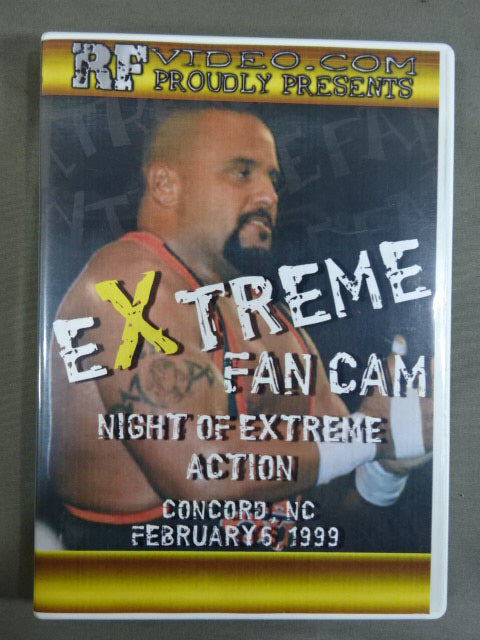 RF VIDEO.COM
PROUDLY PRESENTS
EXTREME
FAN CAM
NIGHT OF EXTREME
ACTION
CONCORD, NC
FEBRUARY 6, 1999